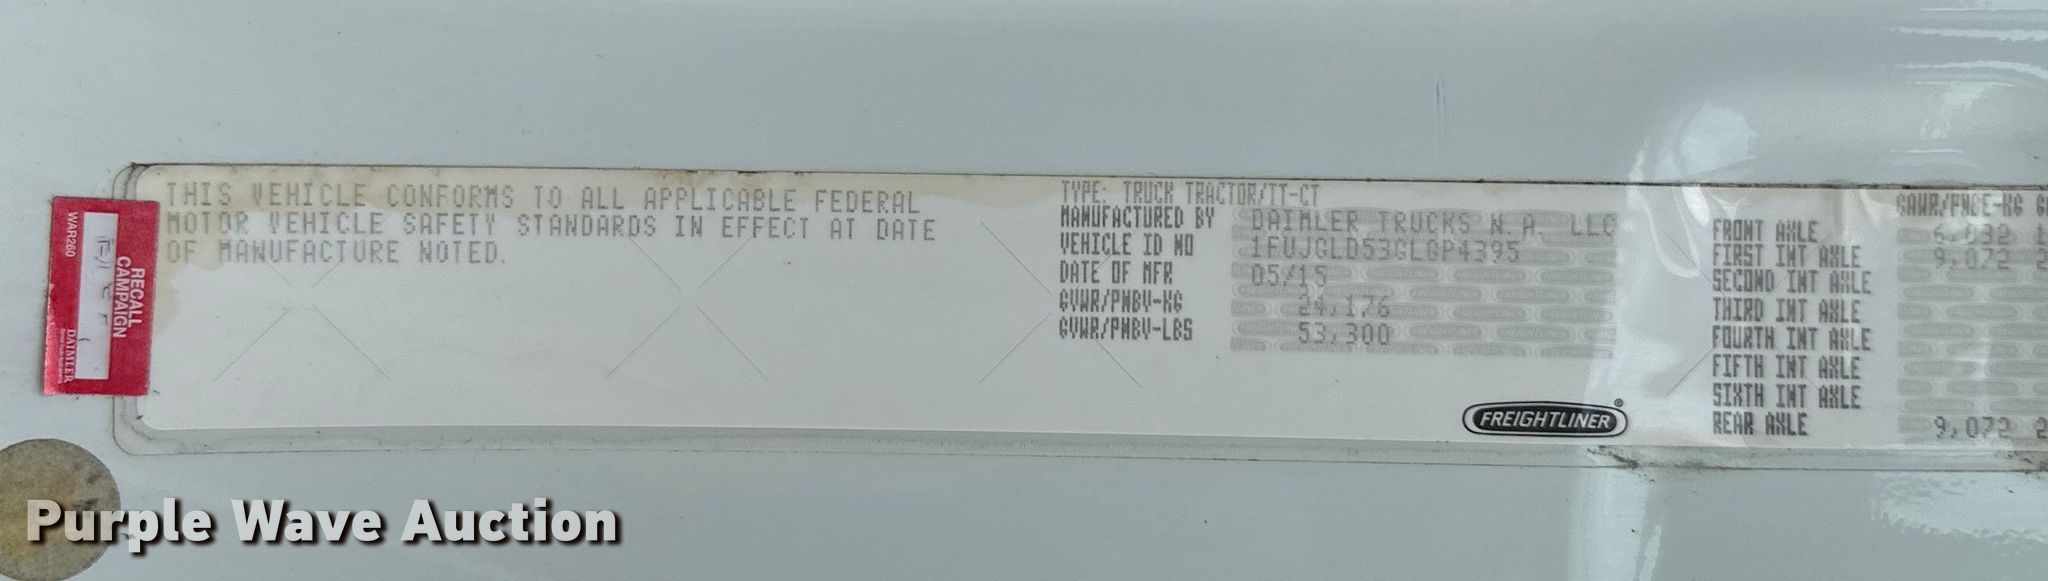 THIS VEHICLE CONFORMS TO ALL APPLICABLE FEDERAL
MOTOR VEHICLE SAFETY STANDARDS IN EFFECT AT DATE
OF MANUFACTURE NOTED.
RECALL
CAMPAIGN
WAR260
DAIMLER
TYPE: TRUCK TRACTOR/TT-CT
MANUFACTURED BY DAIMLER TRUCKS N.A. LLC
VEHICLE ID NO 1FUJGLD53GLGP4395
DATE OF MFR 05/15
GVWR/PNBV-KG 24,176
GVWR/PNBV-LBS 53,300
FREIGHTLINER
GAWR/PNBE-KG
FRONT AXLE 6,032
FIRST INT AXLE 9,072
SECOND INT AXLE
THIRD INT AXLE
FOURTH INT AXLE
FIFTH INT AXLE
SIXTH INT AXLE
REAR AXLE 9,072
Purple Wave Auction